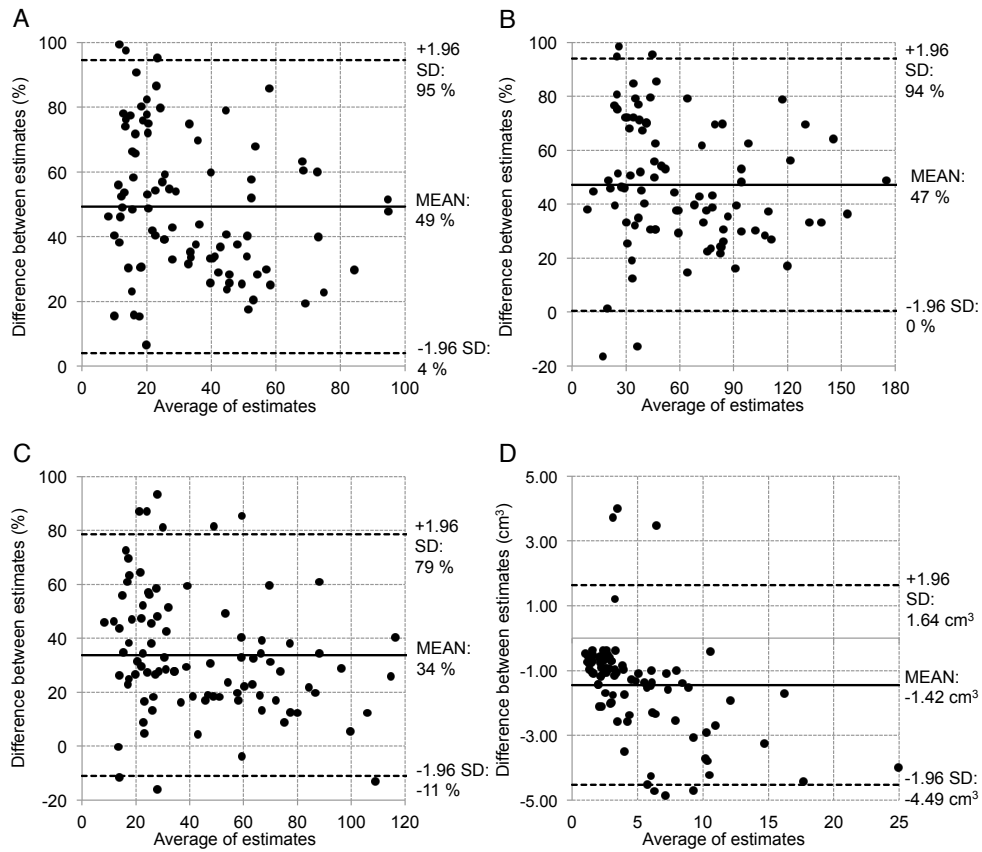 A
Difference between estimates (%)
100
80
60
40
20
0
0 20 40 60 80 100
Average of estimates
+1.96
SD:
95 %
MEAN:
49 %
-1.96 SD:
4 %
B
Difference between estimates (%)
100
80
60
40
20
0
-20
0 30 60 90 120 150 180
Average of estimates
+1.96
SD:
94 %
MEAN:
47 %
-1.96 SD:
0 %
C
Difference between estimates (%)
100
80
60
40
20
0
-20
0 20 40 60 80 100 120
Average of estimates
+1.96
SD:
79 %
MEAN:
34 %
-1.96 SD:
-11 %
D
Difference between estimates (cm³)
5.00
3.00
1.00
-1.00
-3.00
-5.00
0 5 10 15 20 25
Average of estimates
+1.96
SD:
1.64 cm³
MEAN:
-1.42 cm³
-1.96 SD:
-4.49 cm³